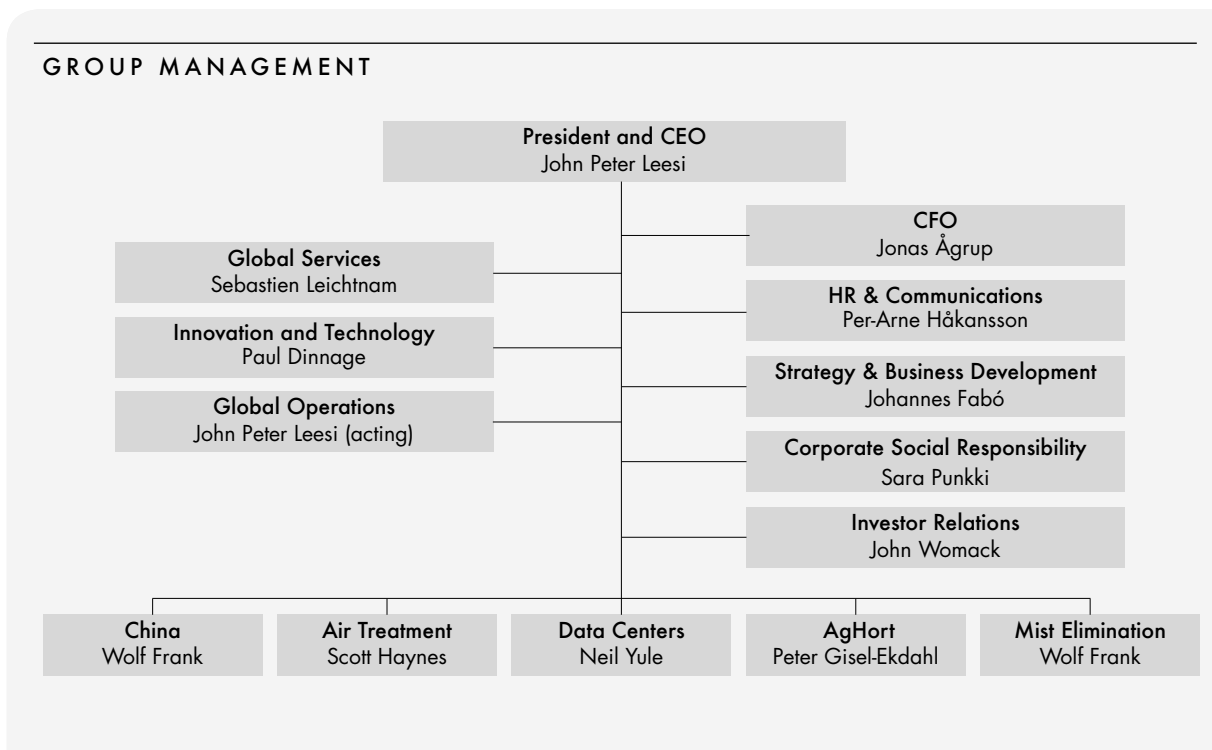 GROUP MANAGEMENT
President and CEO
John Peter Leesi
CFO
Jonas Ågrup
Global Services
Sebastien Leichtnam
HR & Communications
Per-Arne Håkansson
Innovation and Technology
Paul Dinnage
Strategy & Business Development
Johannes Fabó
Global Operations
John Peter Leesi (acting)
Corporate Social Responsibility
Sara Punkki
Investor Relations
John Womack
China
Wolf Frank
Air Treatment
Scott Haynes
Data Centers
Neil Yule
AgHort
Peter Gisel-Ekdahl
Mist Elimination
Wolf Frank